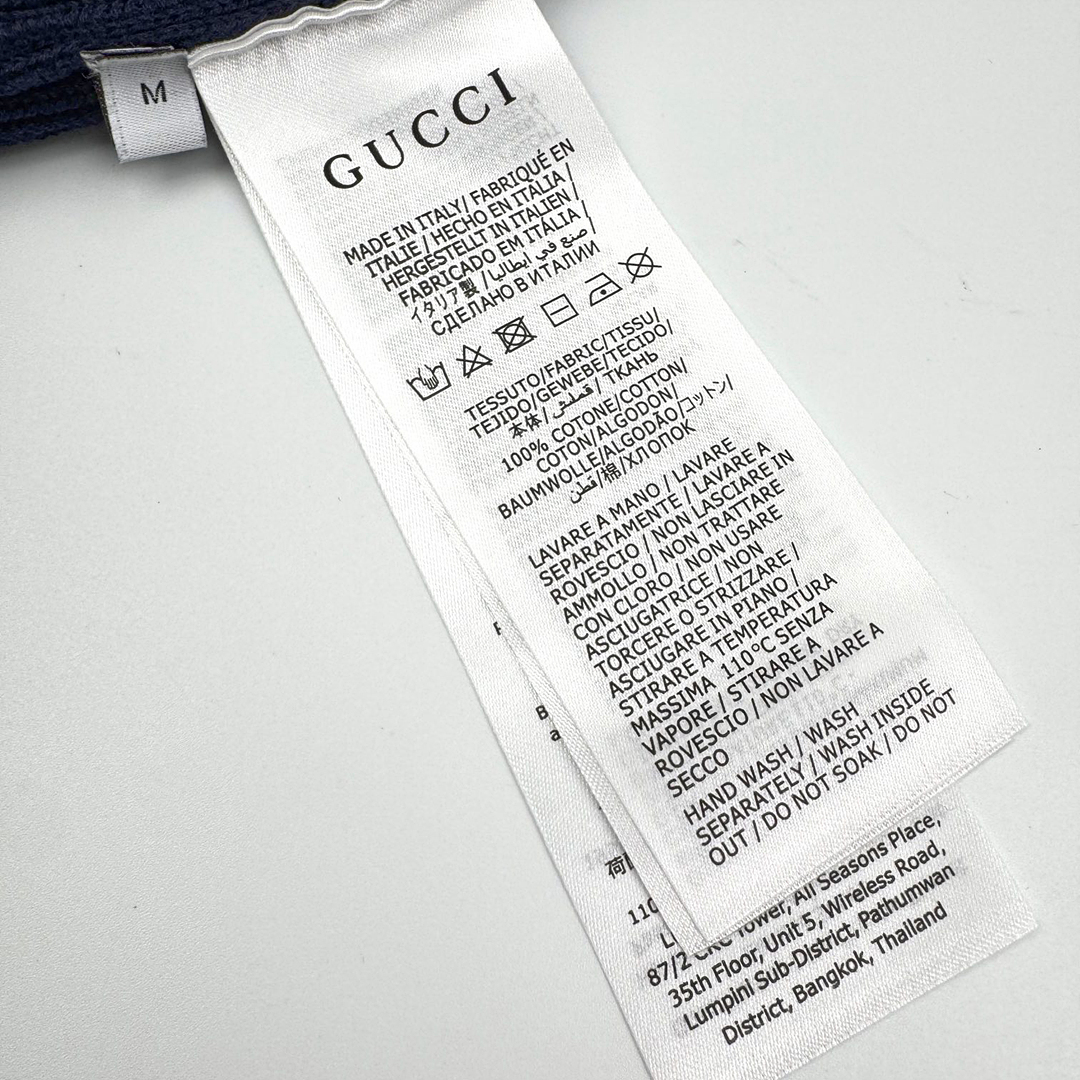 M
GUCCI
MADE IN ITALY/ FABRIQUÉ EN
ITALIE / HECHO EN ITALIA /
HERGESTELLT IN ITALIEN /
FABRICADO EM ITÁLIA /
イタリア製 / صنع في ايطاليا /
СДЕЛАНО В ИТАЛИИ
TESSUTO/FABRIC/TISSU/
TEJIDO/GEWEBE/TECIDO/
本体/ قماش / ТКАНЬ
100% COTONE/COTTON/
COTON/ALGODON/
BAUMWOLLE/ALGODÃO/コットン/
قطن/棉/ХЛОПОК
LAVARE A MANO / LAVARE
SEPARATAMENTE / LAVARE A
ROVESCIO / NON LASCIARE IN
AMMOLLO / NON TRATTARE
CON CLORO / NON USARE
ASCIUGATRICE / NON
TORCERE O STRIZZARE /
ASCIUGARE IN PIANO /
STIRARE A TEMPERATURA
MASSIMA 110°C SENZA
VAPORE / STIRARE A
ROVESCIO / NON LAVARE A
SECCO
HAND WASH / WASH
SEPARATELY / WASH INSIDE
OUT / DO NOT SOAK / DO NOT
荷
110
87/2 CRC Tower, All Seasons Place,
35th Floor, Unit 5, Wireless Road,
Lumpini Sub-District, Pathumwan
District, Bangkok, Thailand